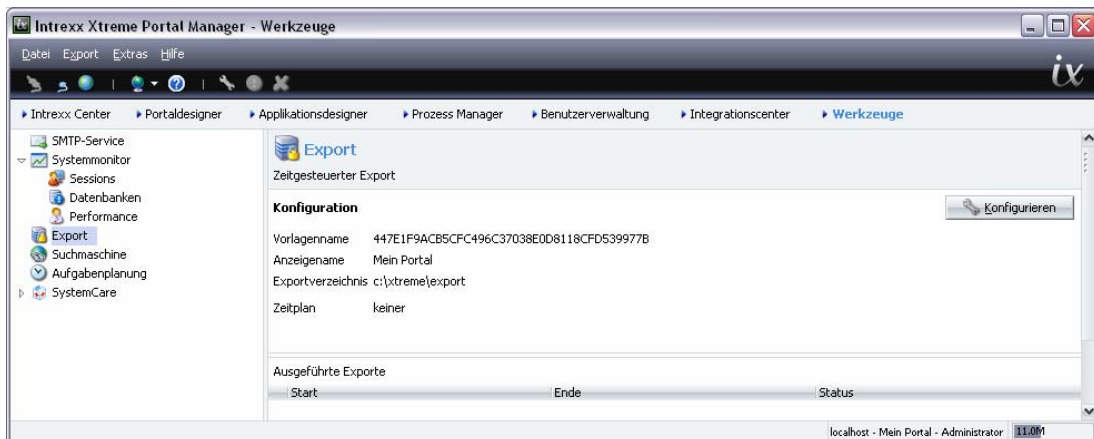 Intrexx Xtreme Portal Manager - Werkzeuge
Datei Export Extras Hilfe
ix
Intrexx Center Portaldesigner Applikationsdesigner Prozess Manager Benutzerverwaltung Integrationscenter Werkzeuge
SMTP-Service
Systemmonitor
Sessions
Datenbanken
Performance
Export
Suchmaschine
Aufgabenplanung
SystemCare
Export
Zeitgesteuerter Export
Konfiguration
Konfigurieren
Vorlagenname 447E1F9ACB5CFC496C37038E0D8118CFD539977B
Anzeigename Mein Portal
Exportverzeichnis c:\xtreme\export
Zeitplan keiner
Ausgeführte Exporte
Start Ende Status
localhost - Mein Portal - Administrator 11.0M